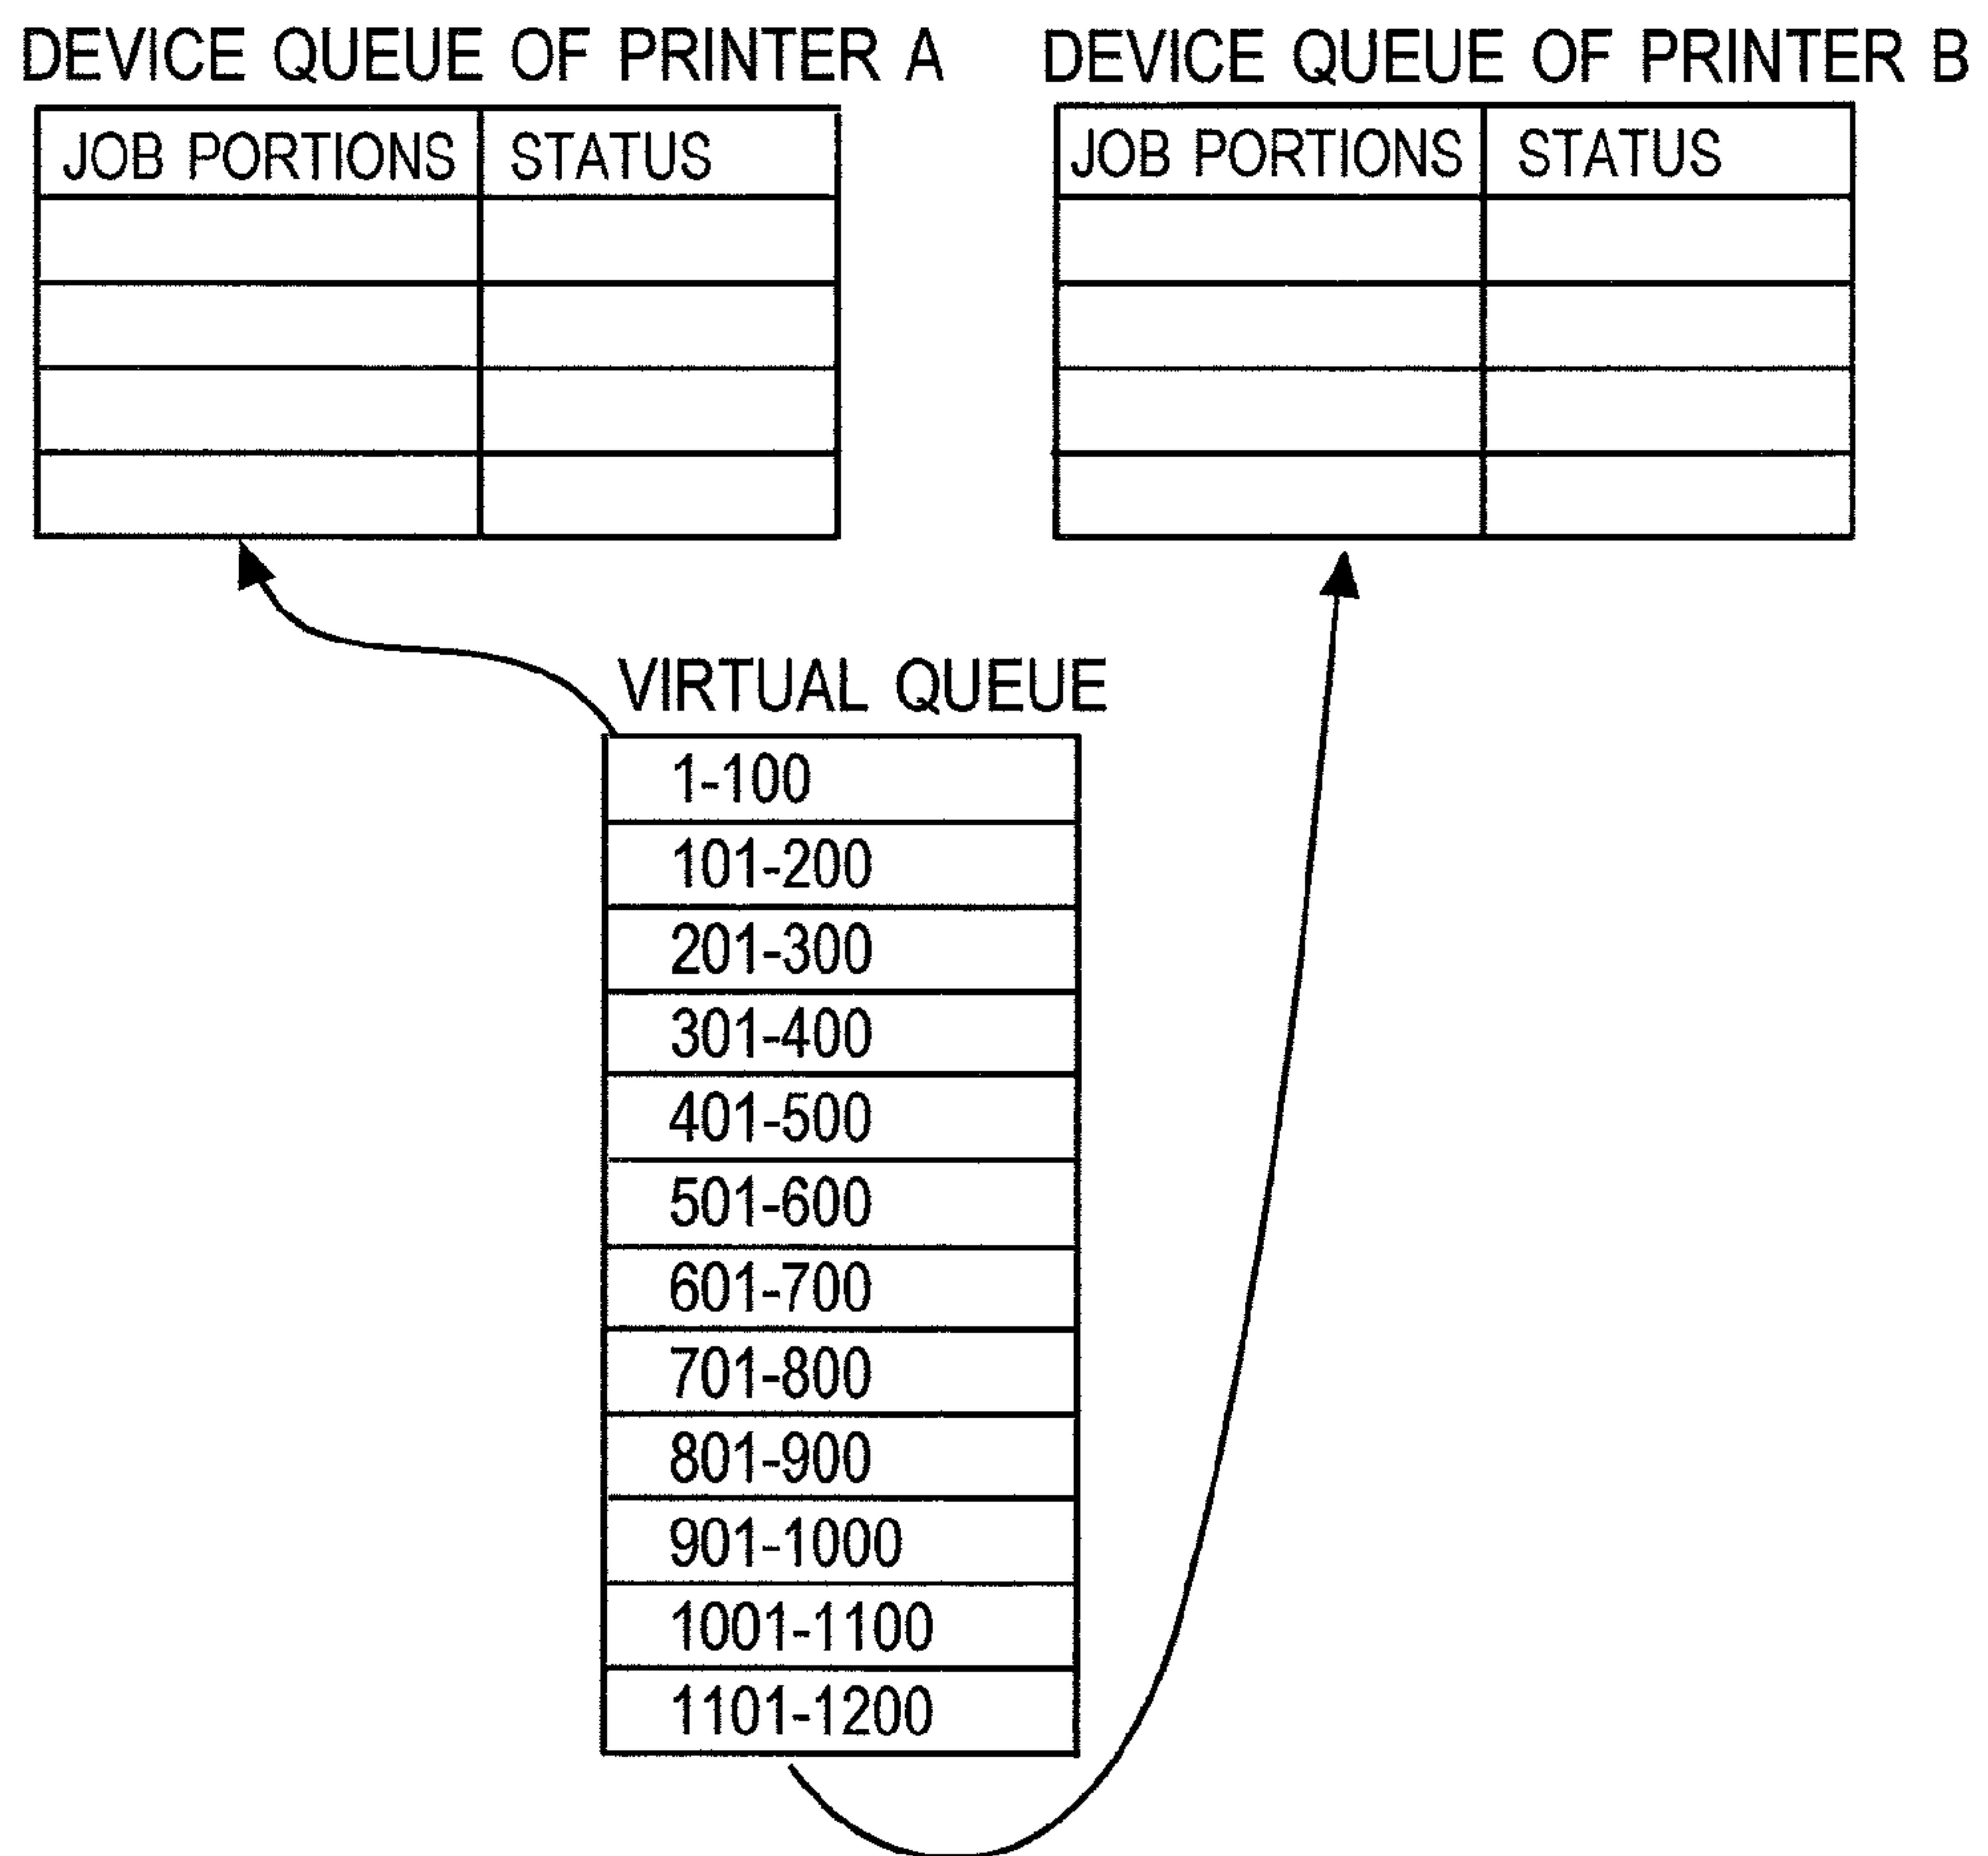 DEVICE QUEUE OF PRINTER A
JOB PORTIONS STATUS
DEVICE QUEUE OF PRINTER B
JOB PORTIONS STATUS
VIRTUAL QUEUE
1-100
101-200
201-300
301-400
401-500
501-600
601-700
701-800
801-900
901-1000
1001-1100
1101-1200